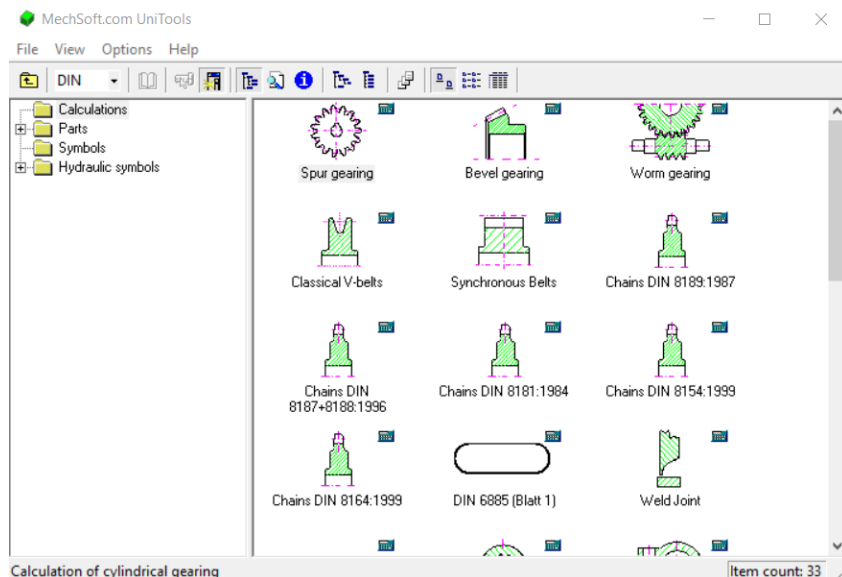 MechSoft.com UniTools
File View Options Help
DIN
Calculations
Parts
Symbols
Hydraulic symbols
Spur gearing
Bevel gearing
Worm gearing
Classical V-belts
Synchronous Belts
Chains DIN 8189:1987
Chains DIN
8187+8188:1996
Chains DIN 8181:1984
Chains DIN 8154:1999
Chains DIN 8164:1999
DIN 6885 (Blatt 1)
Weld Joint
Calculation of cylindrical gearing
Item count: 33